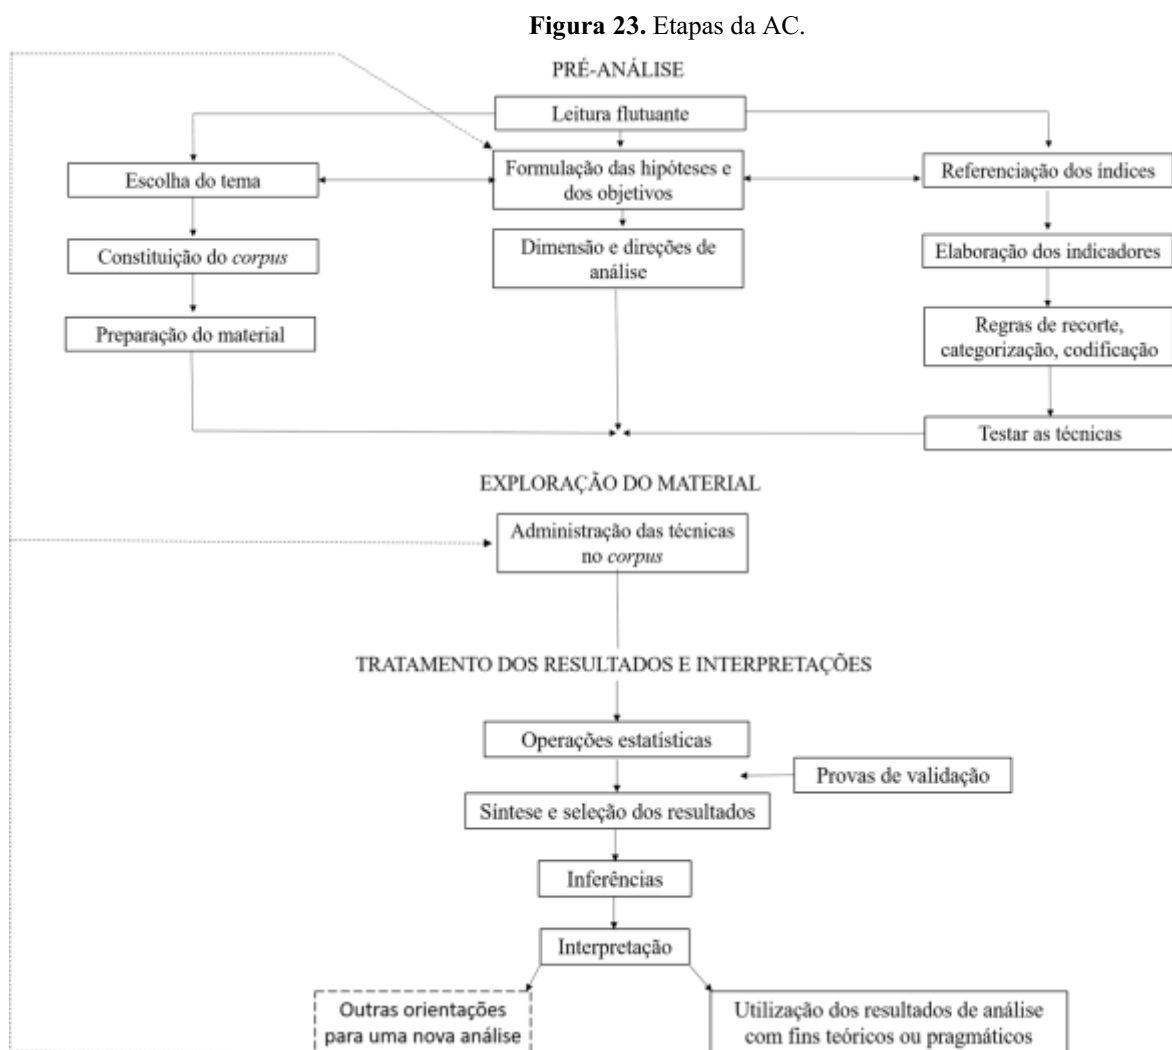 Figura 23. Etapas da AC.
PRÉ-ANÁLISE
Leitura flutuante
Escolha do tema
Formulação das hipóteses e
dos objetivos
Referenciação dos índices
Constituição do corpus
Dimensão e direções de
análise
Elaboração dos indicadores
Preparação do material
Regras de recorte,
categorização, codificação
Testar as técnicas
EXPLORAÇÃO DO MATERIAL
Administração das técnicas
no corpus
TRATAMENTO DOS RESULTADOS E INTERPRETAÇÕES
Operações estatísticas
Provas de validação
Síntese e seleção dos resultados
Inferências
Interpretação
Outras orientações
para uma nova análise
Utilização dos resultados de análise
com fins teóricos ou pragmáticos